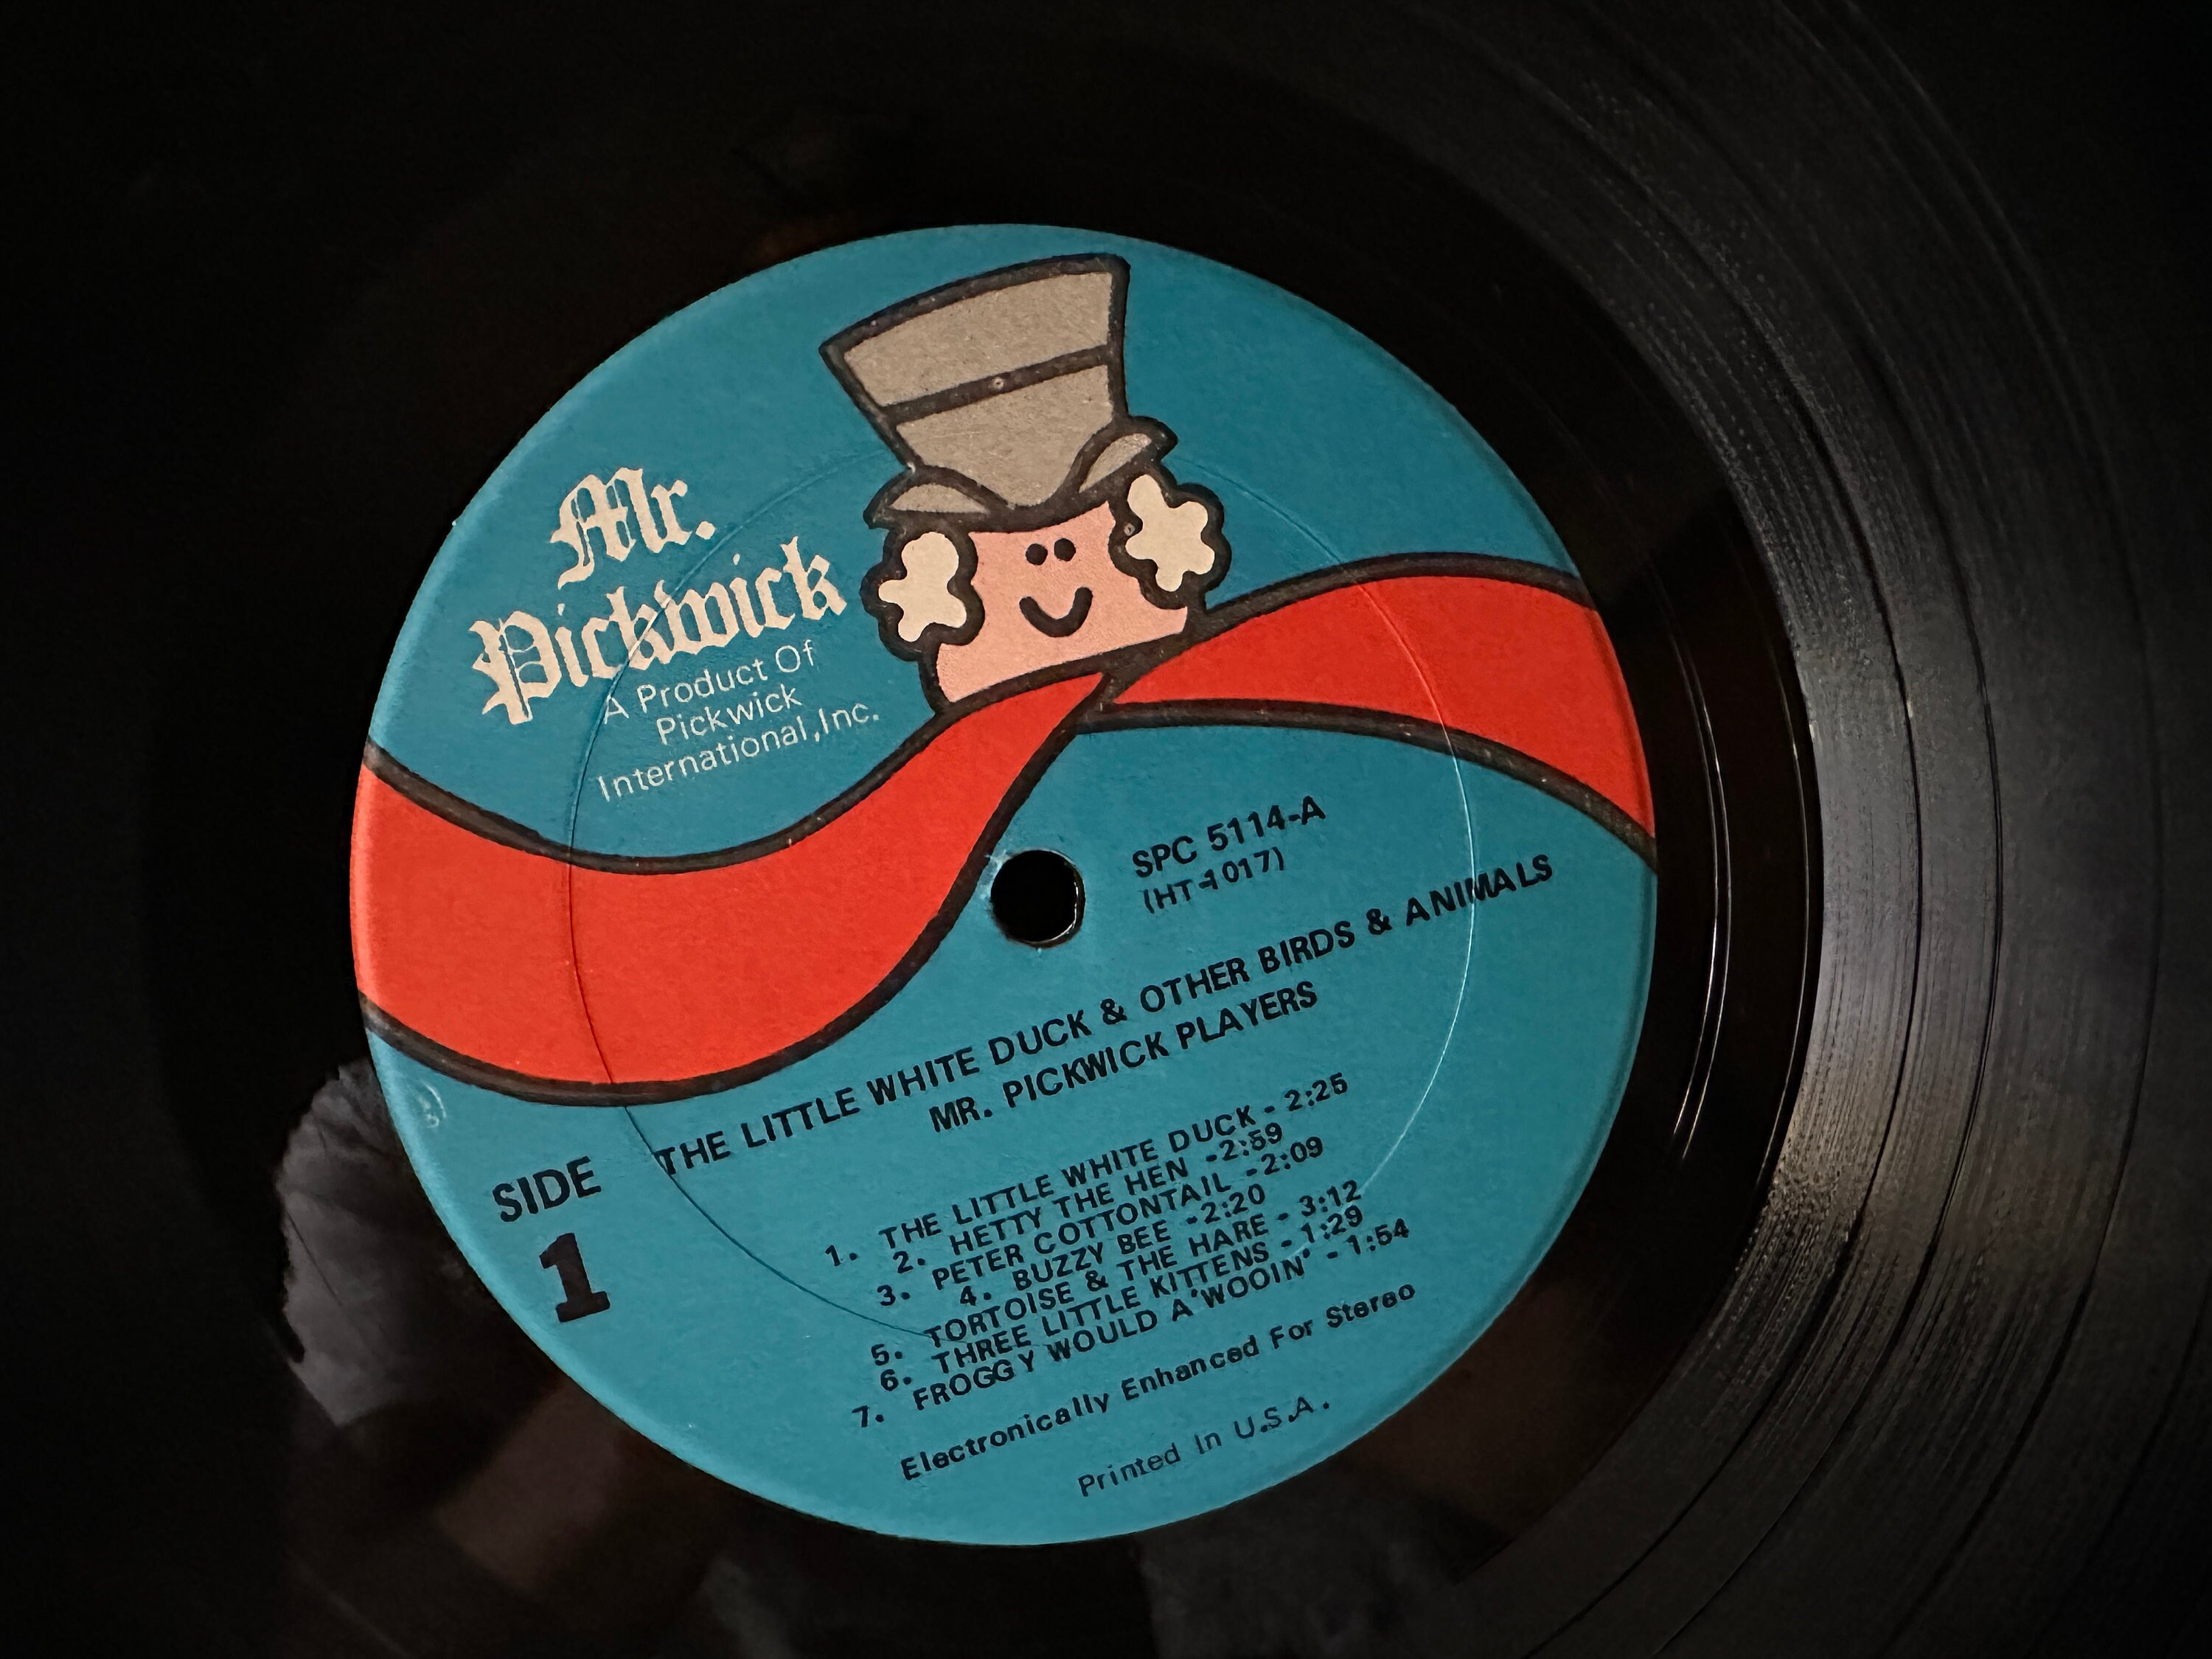 Mr.
Pickwick
A Product Of
Pickwick
International, Inc.
SPC 5114-A
(HT-1017)
THE LITTLE WHITE DUCK & OTHER BIRDS & ANIMALS
MR. PICKWICK PLAYERS
SIDE
1
1. THE LITTLE WHITE DUCK - 2:25
2. HETTY THE HEN - 2:59
3. PETER COTTONTAIL - 2:09
4. BUZZY BEE - 2:20
5. TORTOISE & THE HARE - 3:12
6. THREE LITTLE KITTENS - 1:29
7. FROGGY WOULD A'WOOIN' - 1:54
Electronically Enhanced For Stereo
Printed In U.S.A.